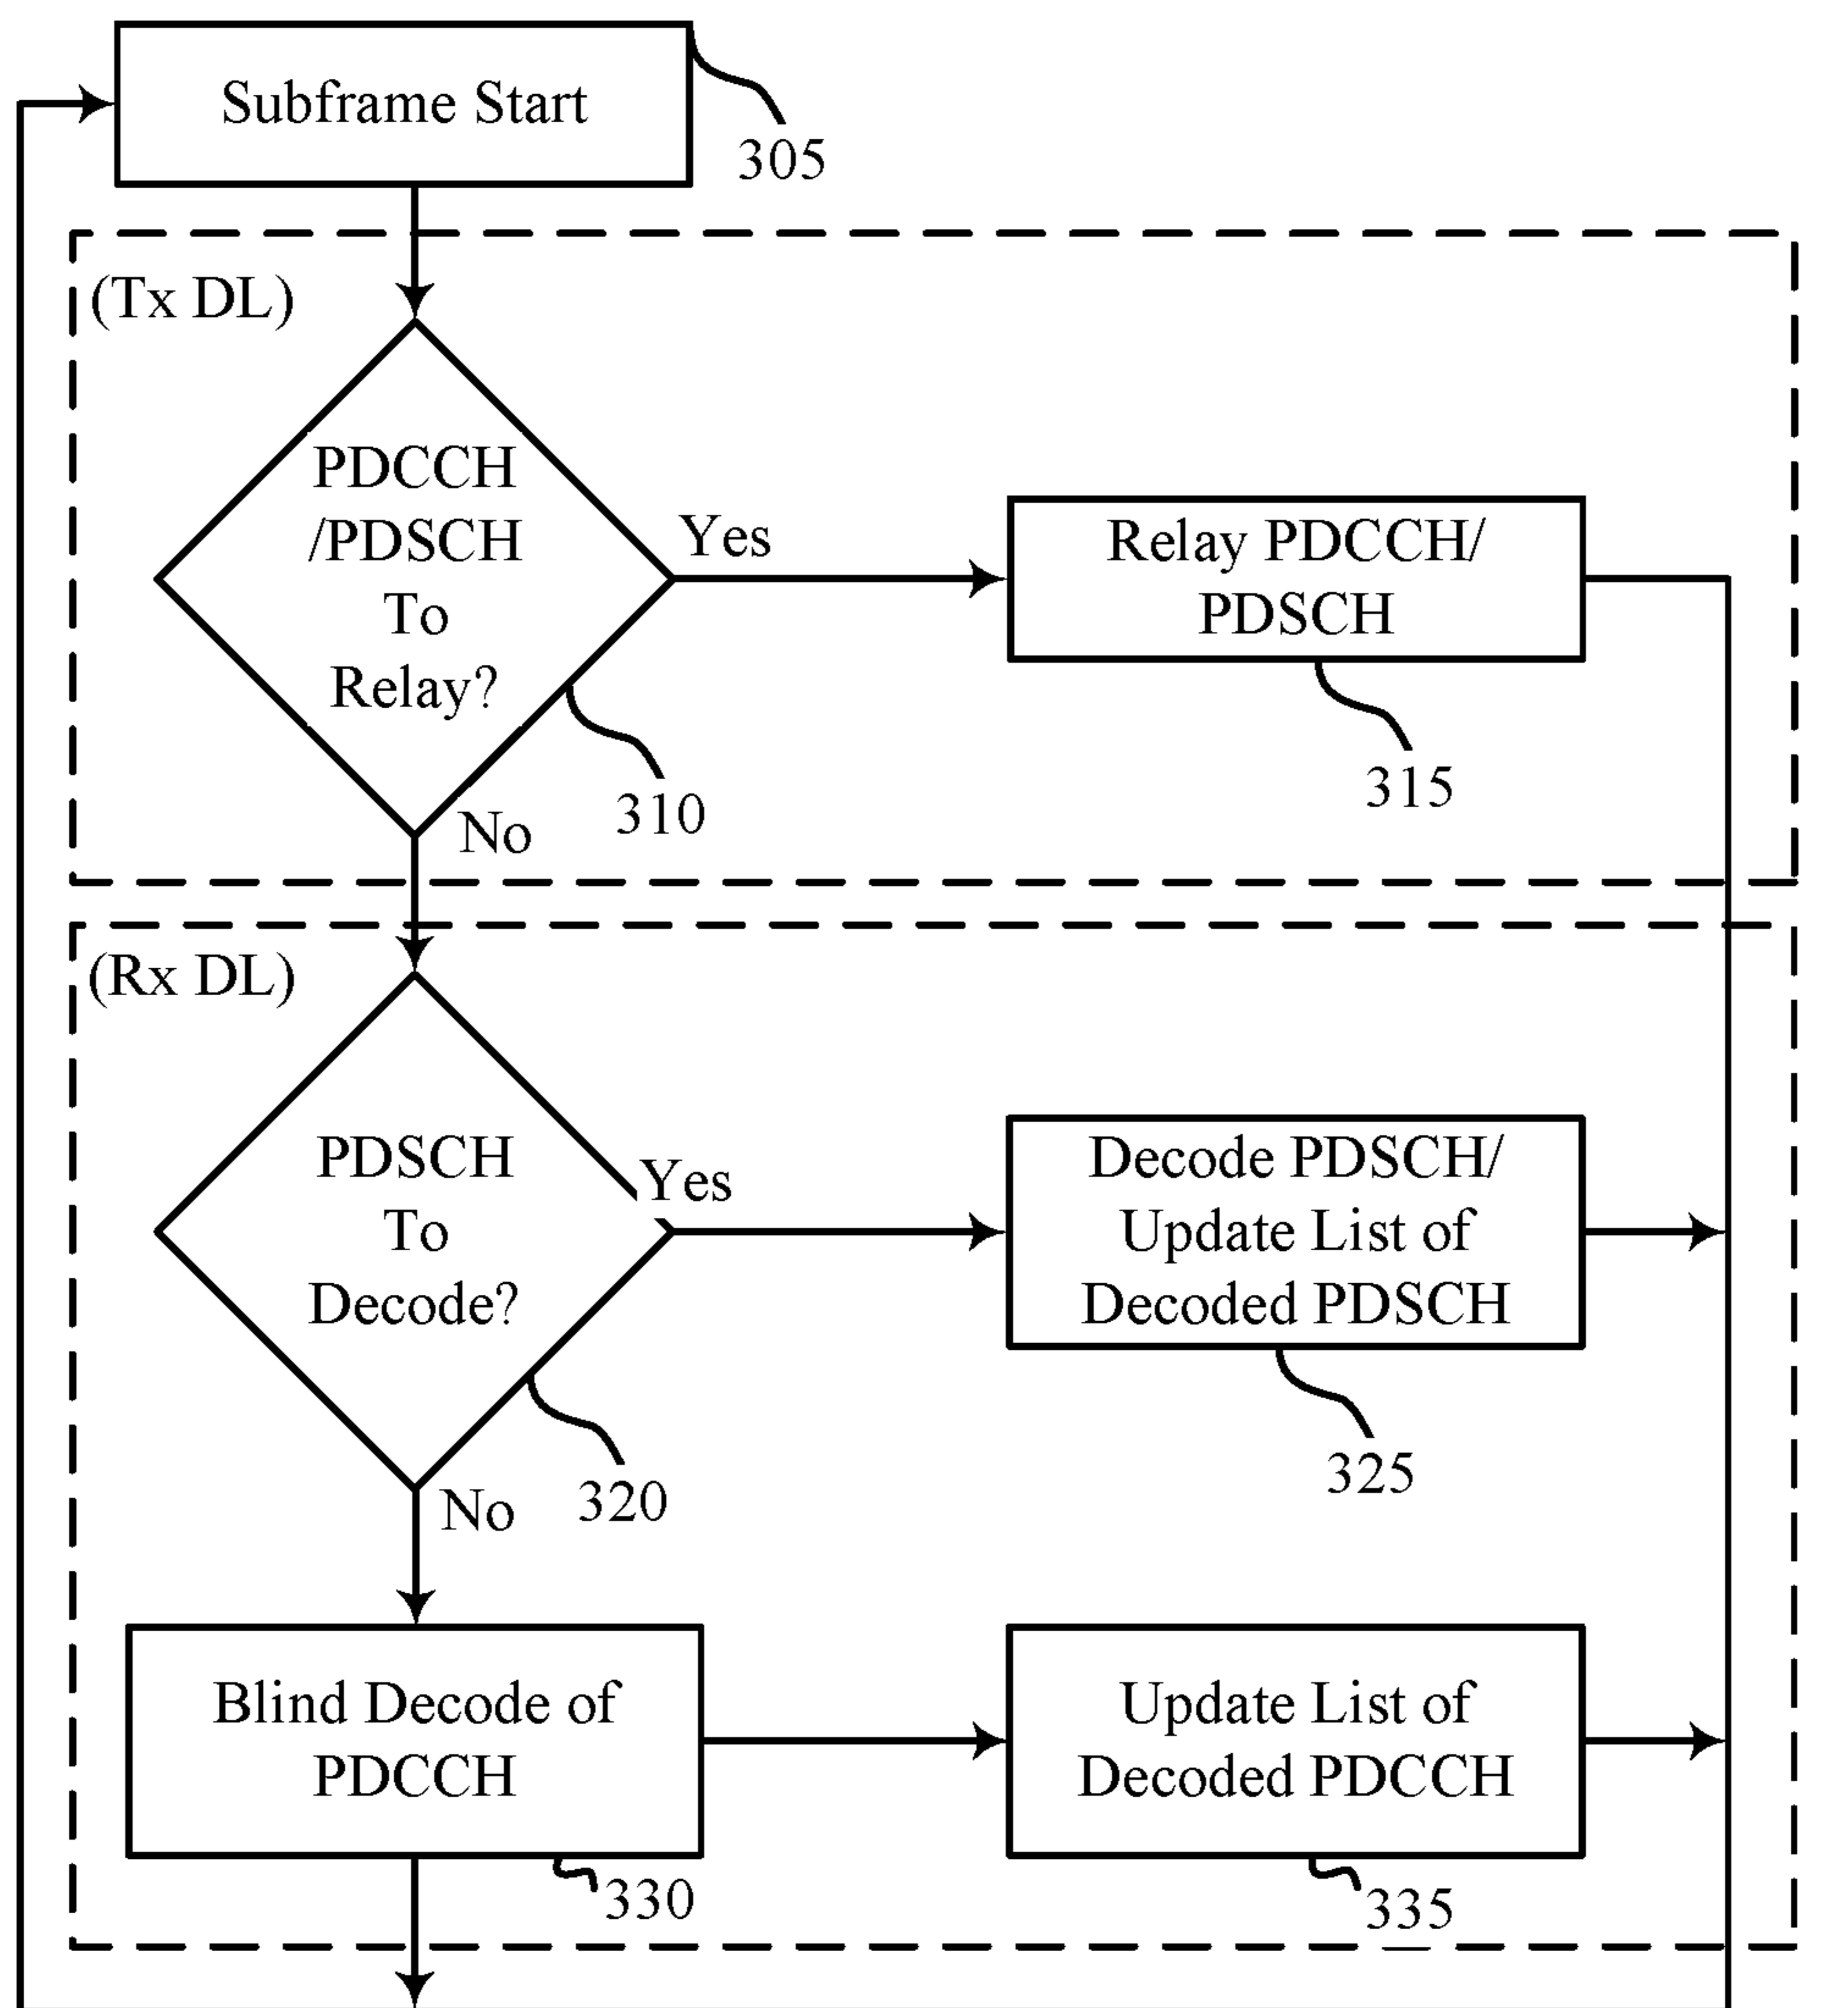 Subframe Start
305
(Tx DL)
PDCCH
/PDSCH
To
Relay?
Yes
Relay PDCCH/
PDSCH
315
310
No
(Rx DL)
PDSCH
To
Decode?
Yes
Decode PDSCH/
Update List of
Decoded PDSCH
325
320
No
Blind Decode of
PDCCH
330
Update List of
Decoded PDCCH
335